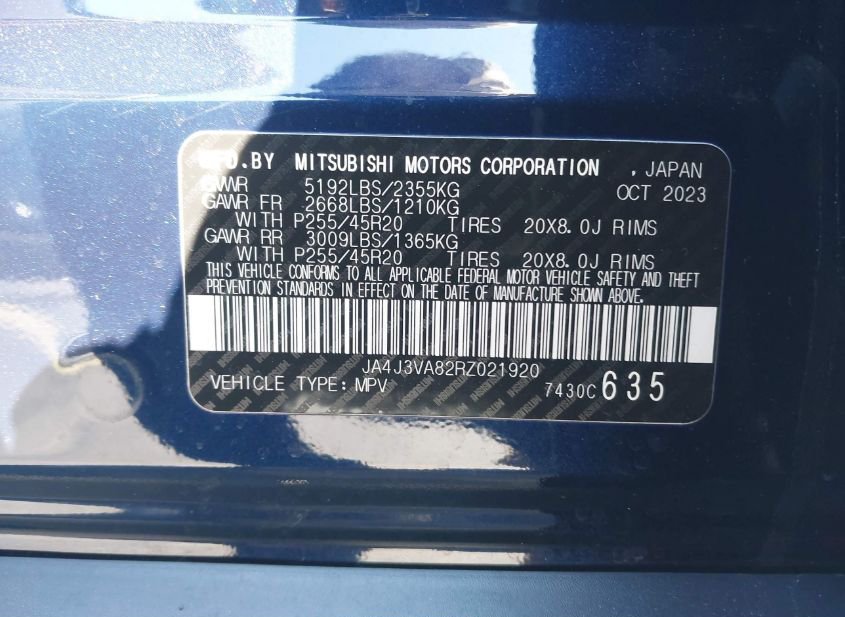 MFD.BY MITSUBISHI MOTORS CORPORATION , JAPAN
GVWR 5192LBS/2355KG OCT 2023
GAWR FR 2668LBS/1210KG
WITH P255/45R20 TIRES 20X8.0J RIMS
GAWR RR 3009LBS/1365KG
WITH P255/45R20 TIRES 20X8.0J RIMS
THIS VEHICLE CONFORMS TO ALL APPLICABLE FEDERAL MOTOR VEHICLE SAFETY AND THEFT
PREVENTION STANDARDS IN EFFECT ON THE DATE OF MANUFACTURE SHOWN ABOVE.
JA4J3VA82RZ021920
VEHICLE TYPE:MPV 7430C 635